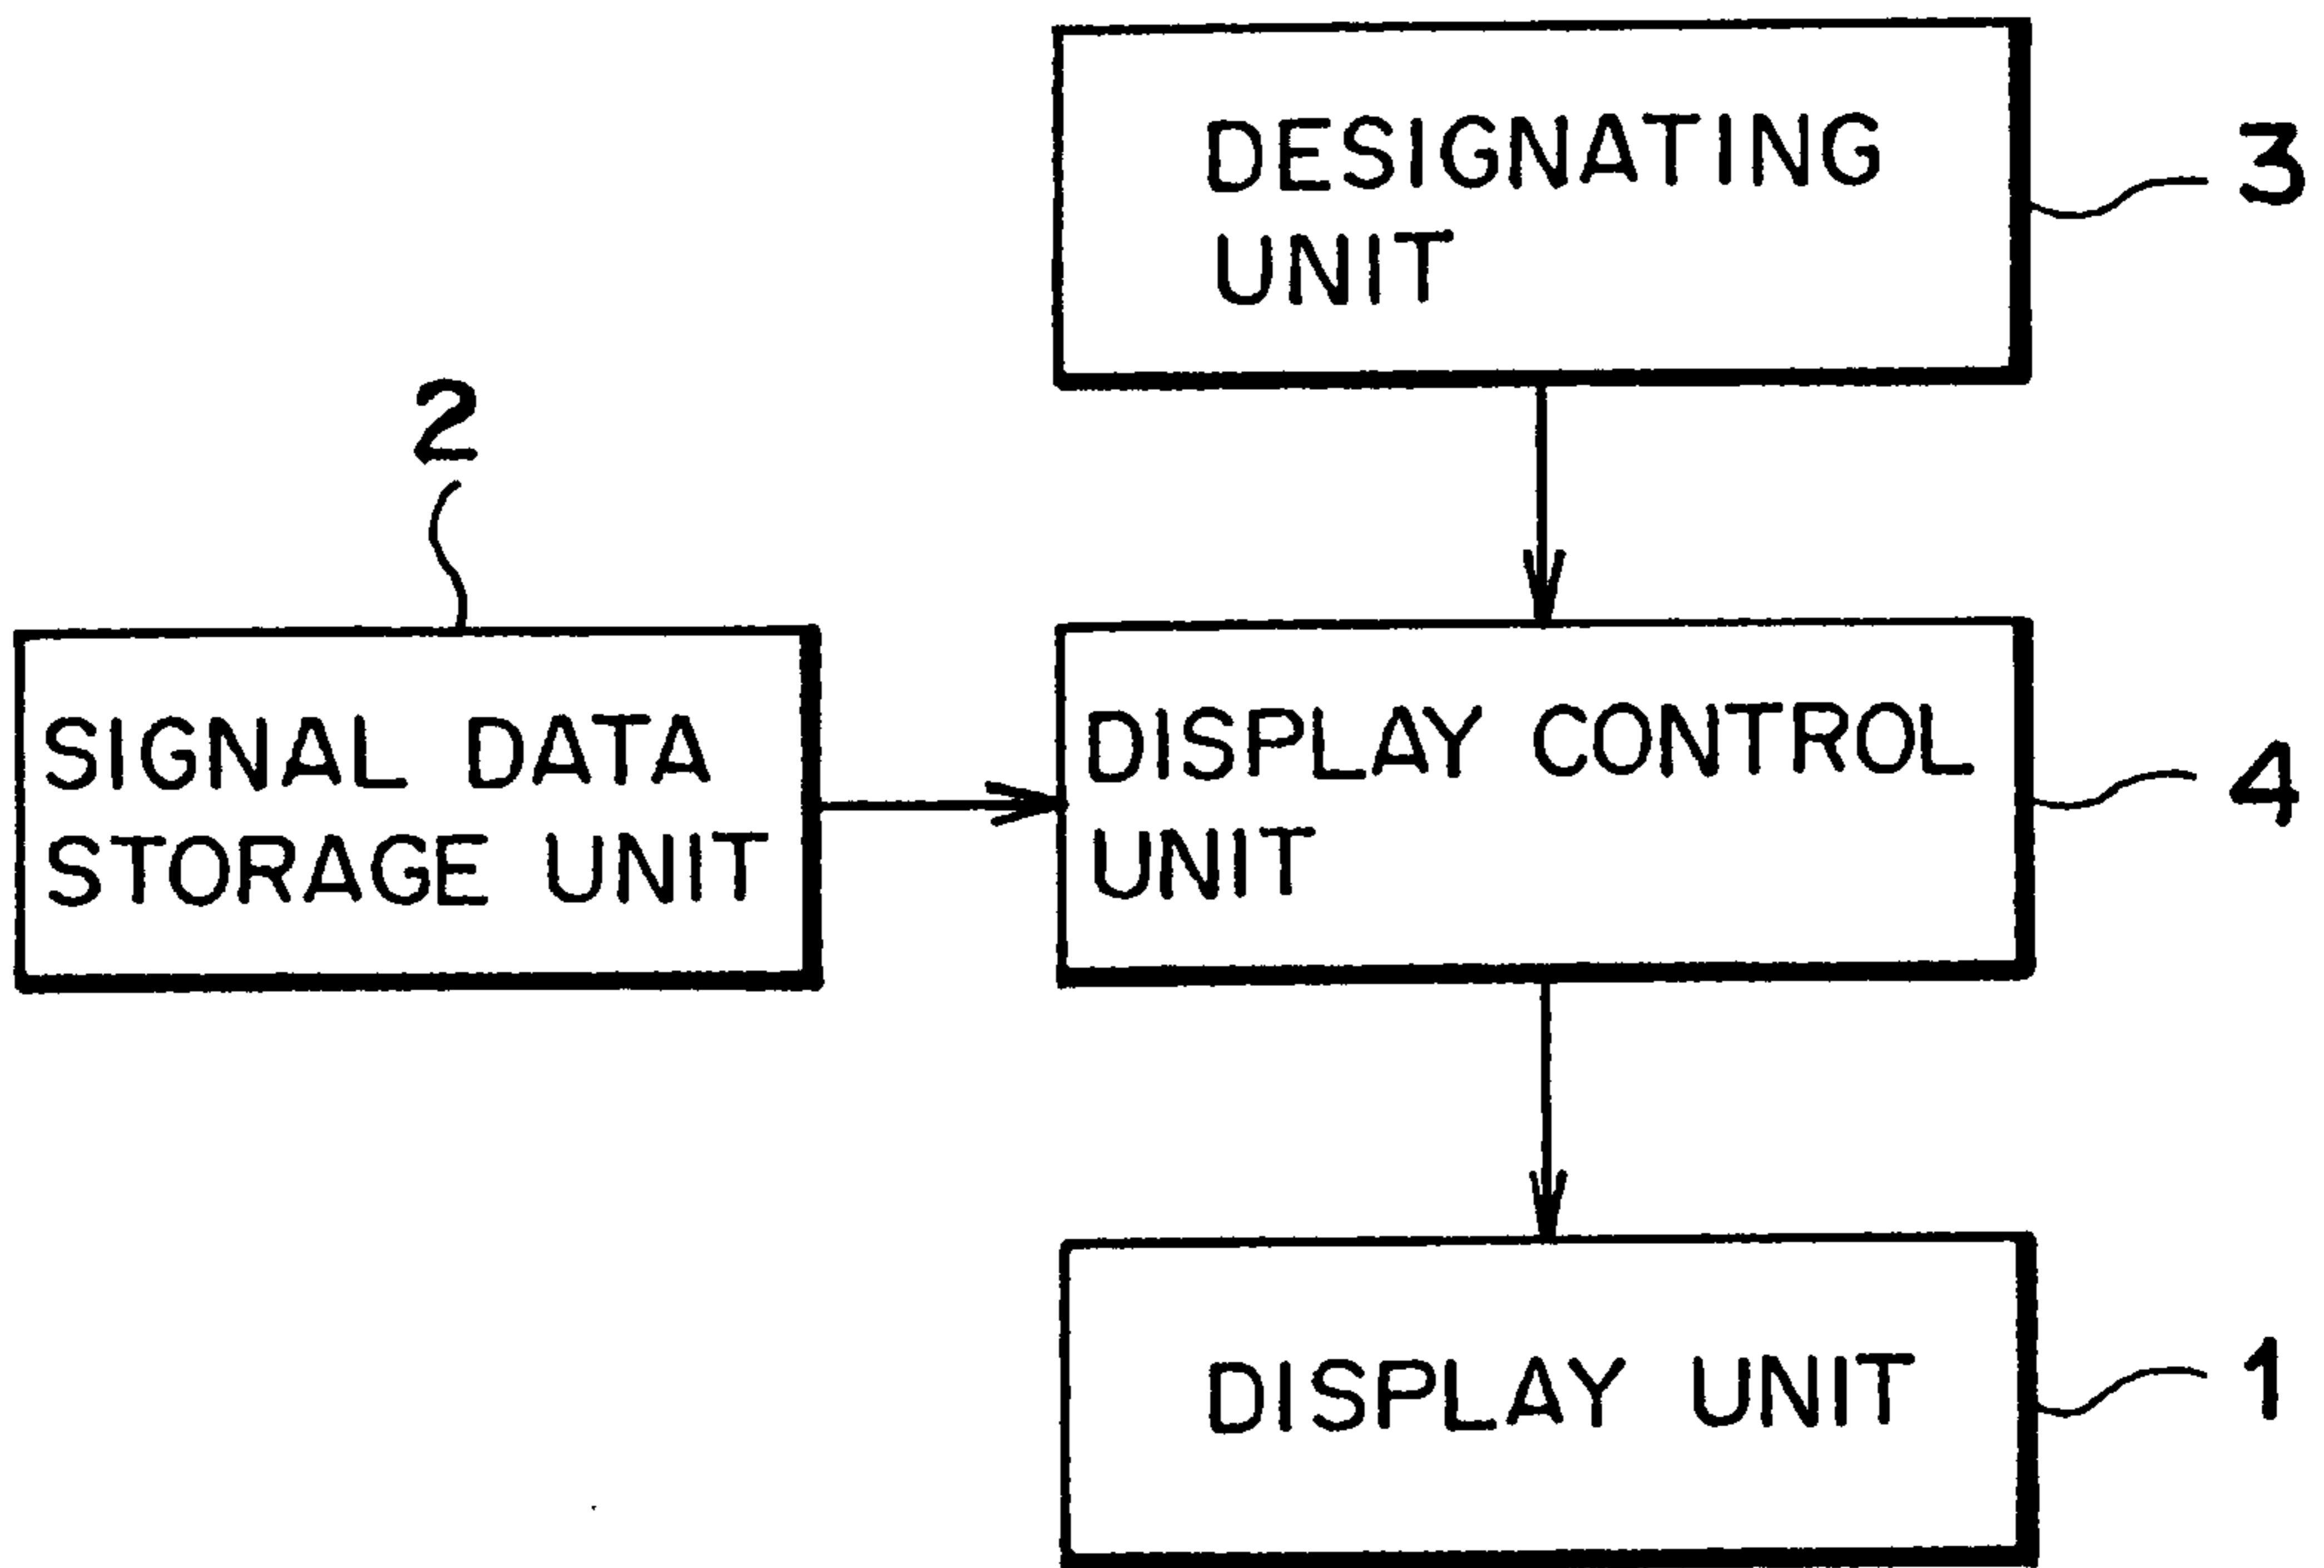 DESIGNATING
UNIT
3
2
SIGNAL DATA
STORAGE UNIT
DISPLAY CONTROL
UNIT
4
DISPLAY UNIT
1